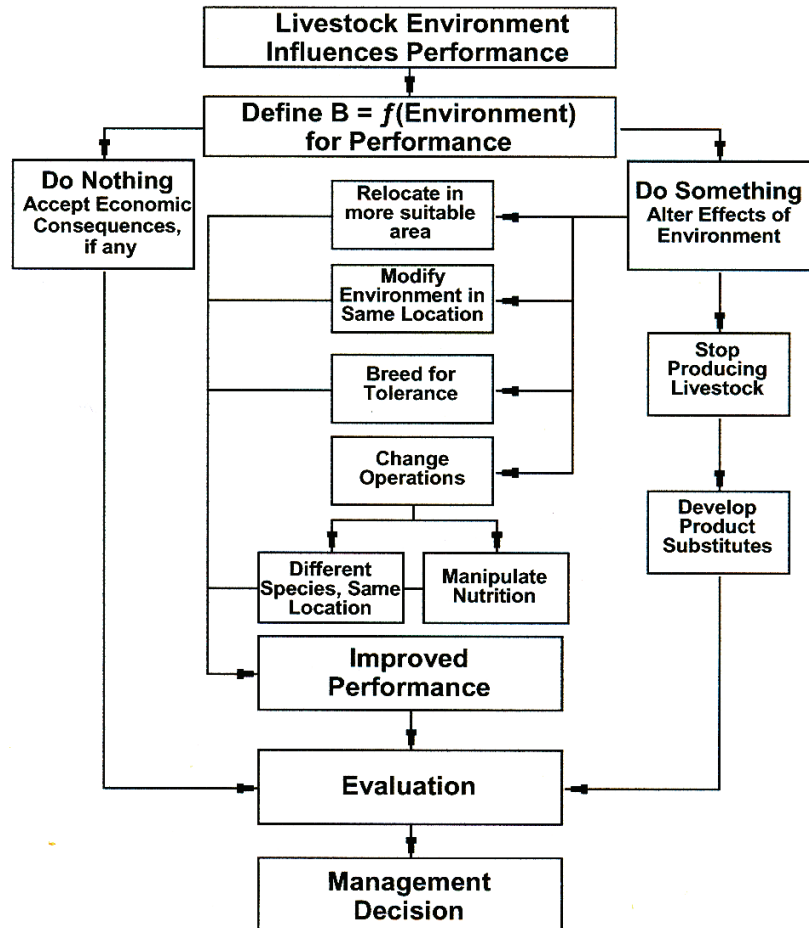 Livestock Environment
Influences Performance
Define B = ƒ(Environment)
for Performance
Do Nothing
Accept Economic
Consequences,
if any
Relocate in
more suitable
area
Do Something
Alter Effects of
Environment
Modify
Environment in
Same Location
Stop
Producing
Livestock
Breed for
Tolerance
Change
Operations
Develop
Product
Substitutes
Different
Species, Same
Location
Manipulate
Nutrition
Improved
Performance
Evaluation
Management
Decision